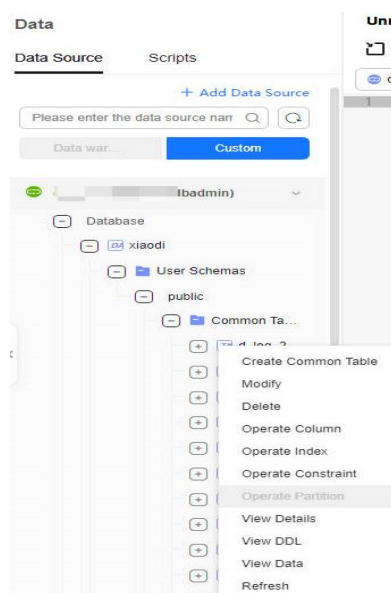 Data
Data Source Scripts
+ Add Data Source
Please enter the data source nam
Data war... Custom
lbadmin)
Database
xiaodi
User Schemas
public
Common Ta...
Create Common Table
Modify
Delete
Operate Column
Operate Index
Operate Constraint
Operate Partition
View Details
View DDL
View Data
Refresh
1